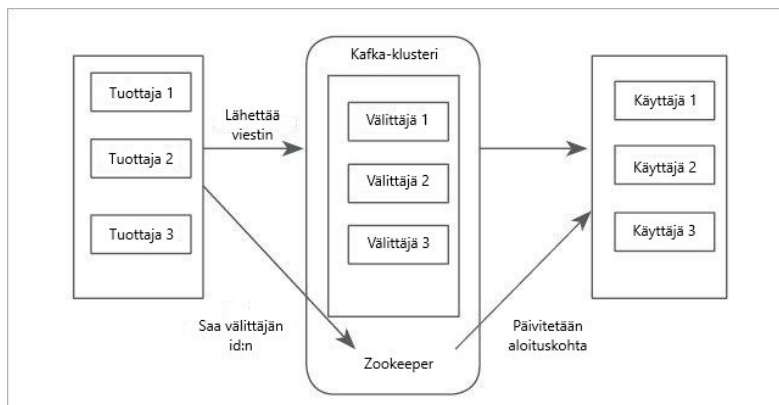 Kafka-klusteri
Tuottaja 1
Tuottaja 2
Tuottaja 3
Lähettää
viestin
Saa välittäjän
id:n
Välittäjä 1
Välittäjä 2
Välittäjä 3
Zookeeper
Päivitetään
aloituskohta
Käyttäjä 1
Käyttäjä 2
Käyttäjä 3